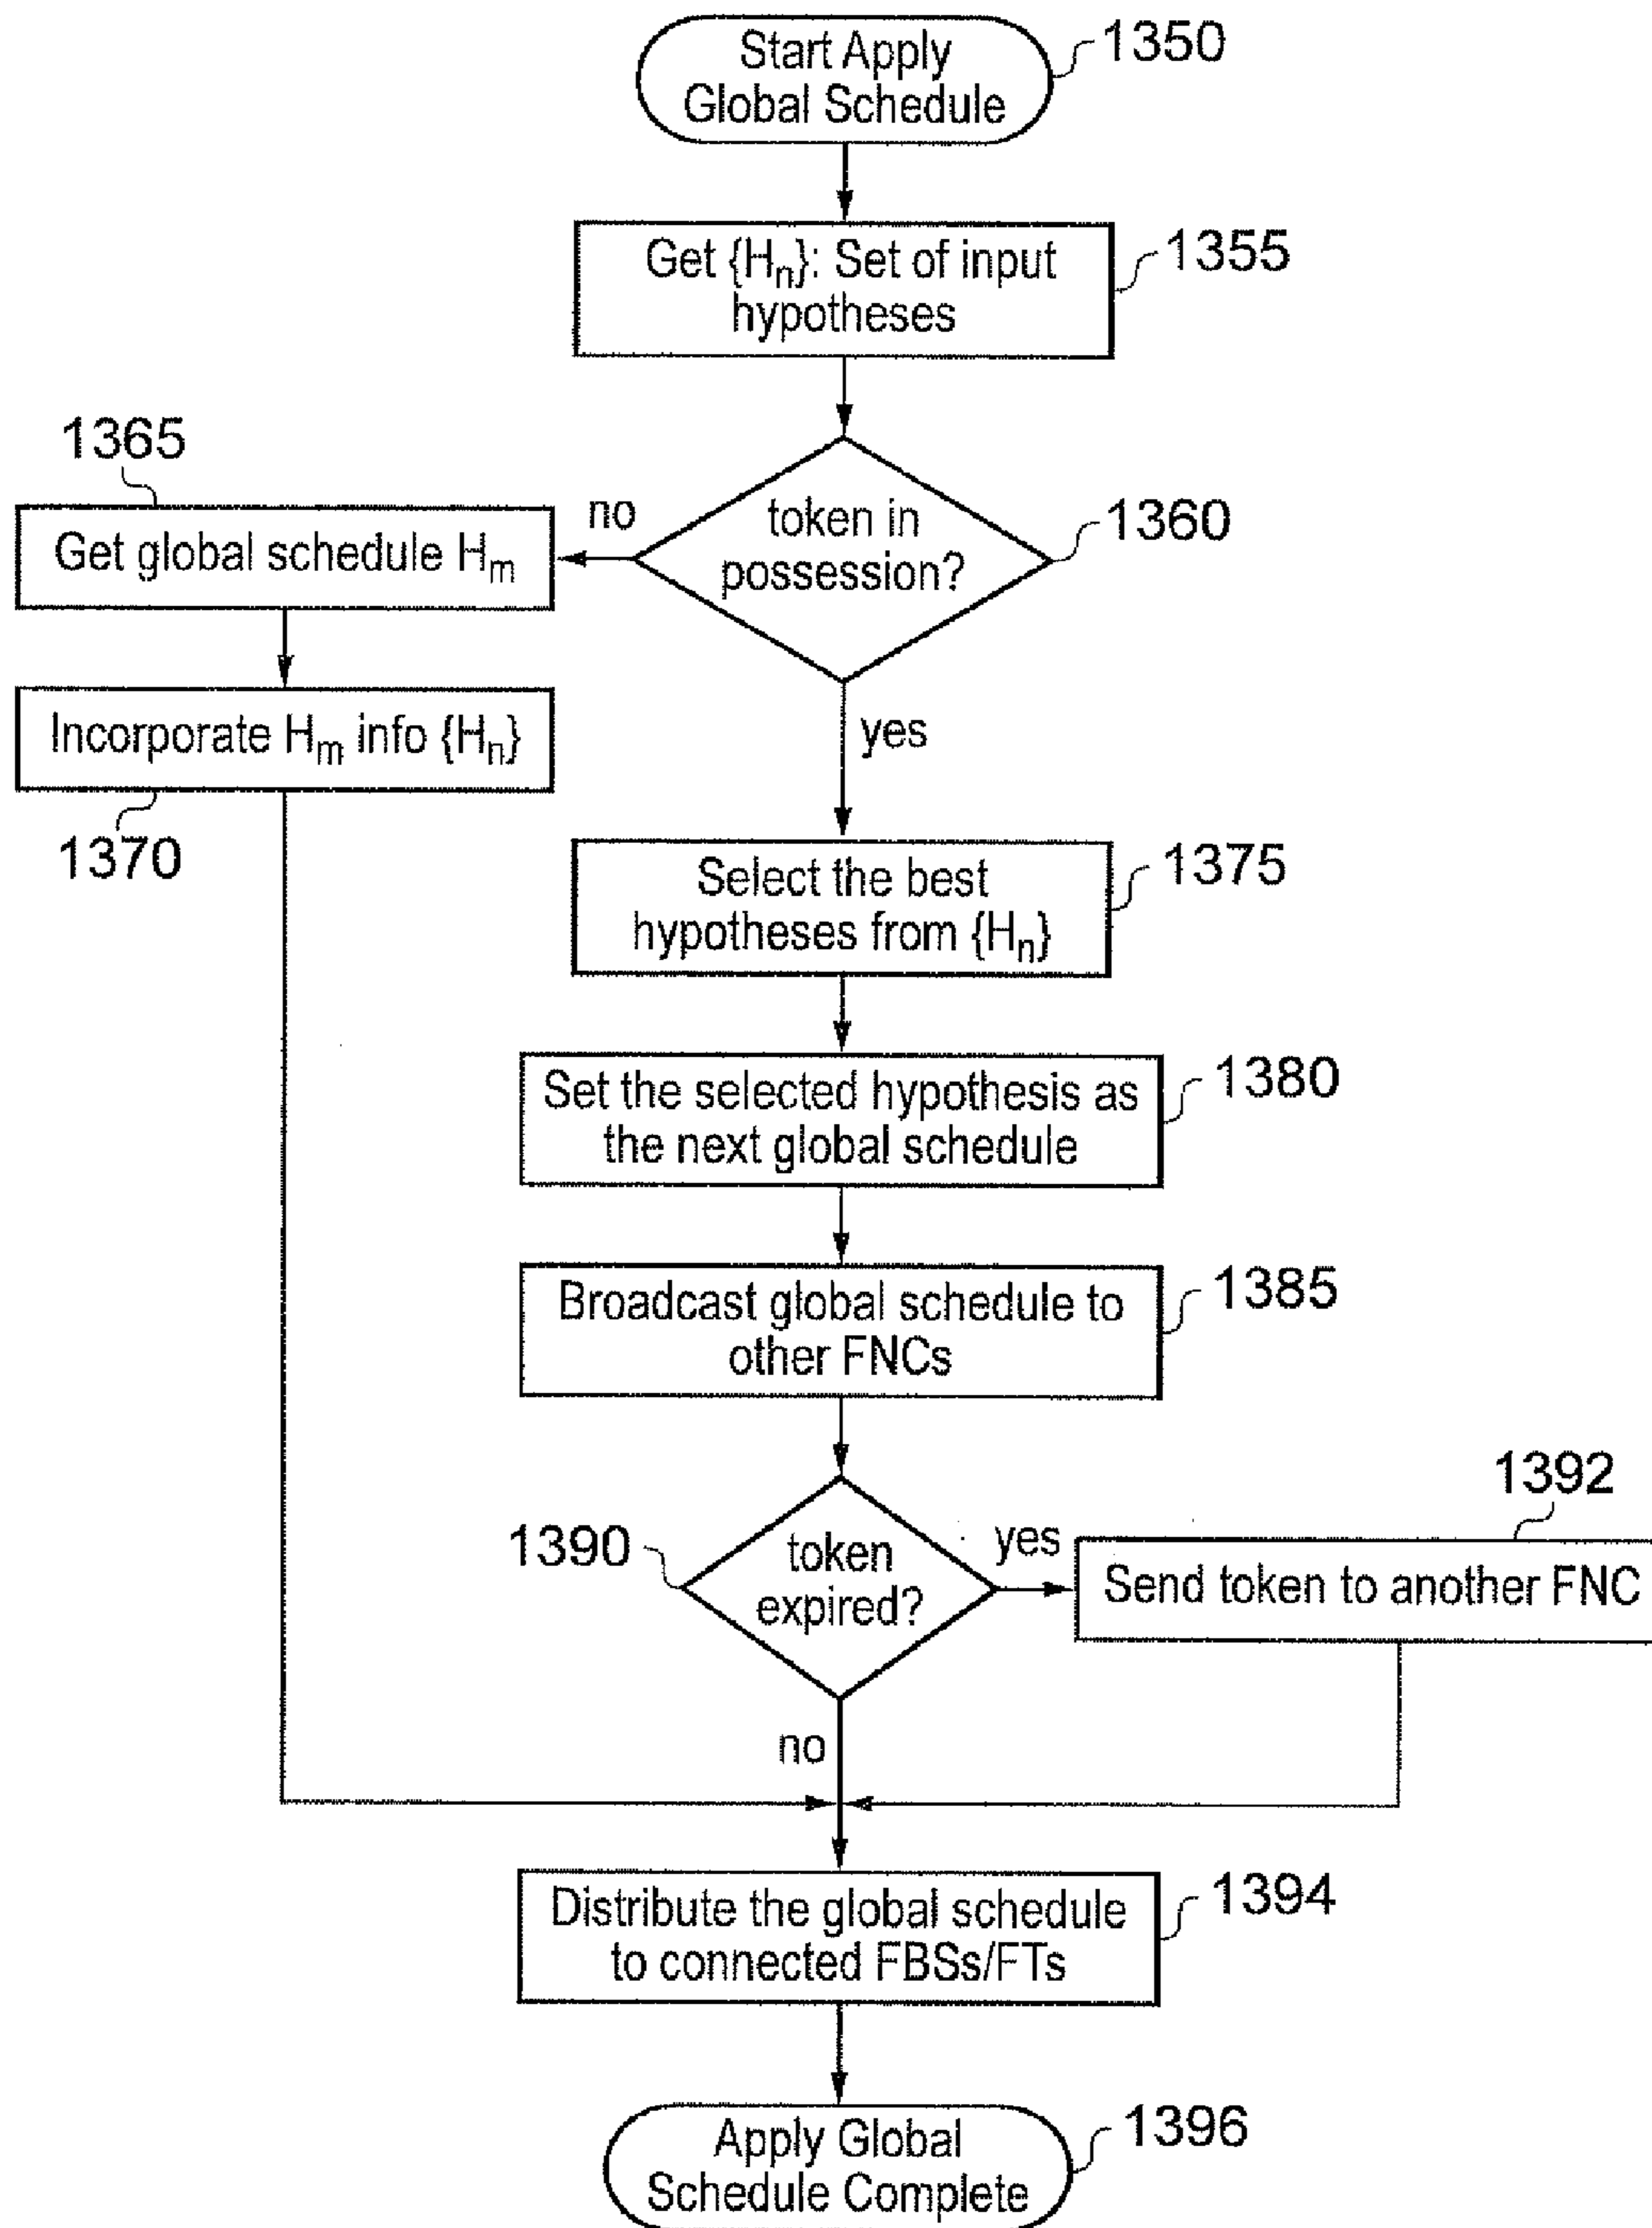 Start Apply
Global Schedule
1350
Get {Hn}: Set of input
hypotheses
1355
1365
Get global schedule Hm
no
token in
possession?
1360
Incorporate Hm info {Hn}
1370
yes
Select the best
hypotheses from {Hn}
1375
Set the selected hypothesis as
the next global schedule
1380
Broadcast global schedule to
other FNCs
1385
1390
token
expired?
yes
1392
Send token to another FNC
no
Distribute the global schedule
to connected FBSs/FTs
1394
Apply Global
Schedule Complete
1396